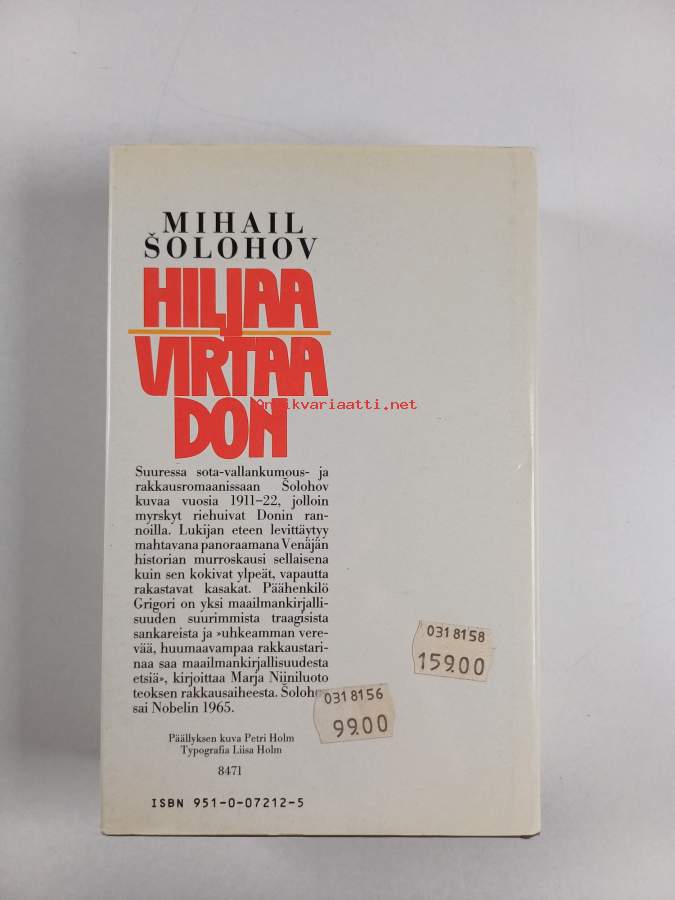 MIHAIL
ŠOLOHOV
HILJAA
VIRTAA
DON
Antikvariaatti.net
Suuressa sota-vallankumous- ja
rakkausromaanissaan Šolohov
kuvaa vuosia 1911–22, jolloin
myrskyt riehuivat Donin ran-
noilla. Lukijan eteen levittäytyy
mahtavana panoraamana Venäjän
historian murroskausi sellaisena
kuin sen kokivat ylpeät, vapautta
rakastavat kasakat. Päähenkilö
Grigori on yksi maailmankirjalli-
suuden suurimmista traagisista
sankareista ja »uhkeamman vere-
vää, huumaavampaa rakkaustari-
naa saa maailmankirjallisuudesta
etsiä», kirjoittaa Marja Niiniluoto
teoksen rakkausaiheesta. Šoloho
sai Nobelin 1965.
0318158
159.00
0318156
99.00
Päällyksen kuva Petri Holm
Typografia Liisa Holm
8471
ISBN 951-0-07212-5